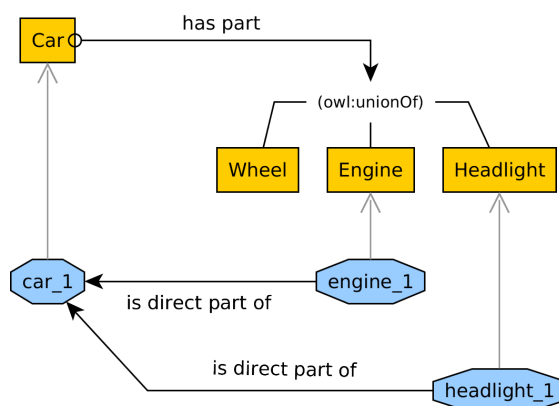 has part
Car
(owl:unionOf)
Wheel
Engine
Headlight
car_1
engine_1
is direct part of
is direct part of
headlight_1